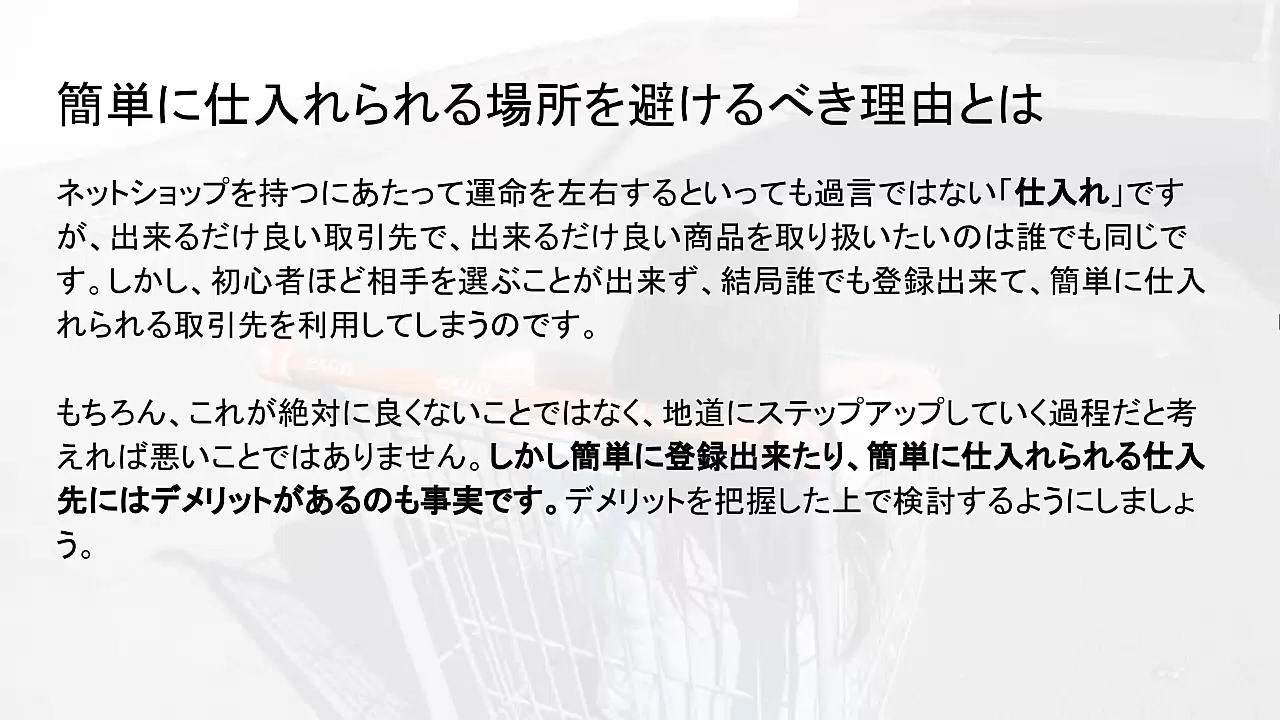 簡単に仕入れられる場所を避けるべき理由とは
ネットショップを持つにあたって運命を左右するといっても過言ではない「仕入れ」です
が、出来るだけ良い取引先で、出来るだけ良い商品を取り扱いたいのは誰でも同じで
す。しかし、初心者ほど相手を選ぶことが出来ず、結局誰でも登録出来て、簡単に仕入
れられる取引先を利用してしまうのです。
もちろん、これが絶対に良くないことではなく、地道にステップアップしていく過程だと考
えれば悪いことではありません。しかし簡単に登録出来たり、簡単に仕入れられる仕入
先にはデメリットがあるのも事実です。デメリットを把握した上で検討するようにしましょ
う。